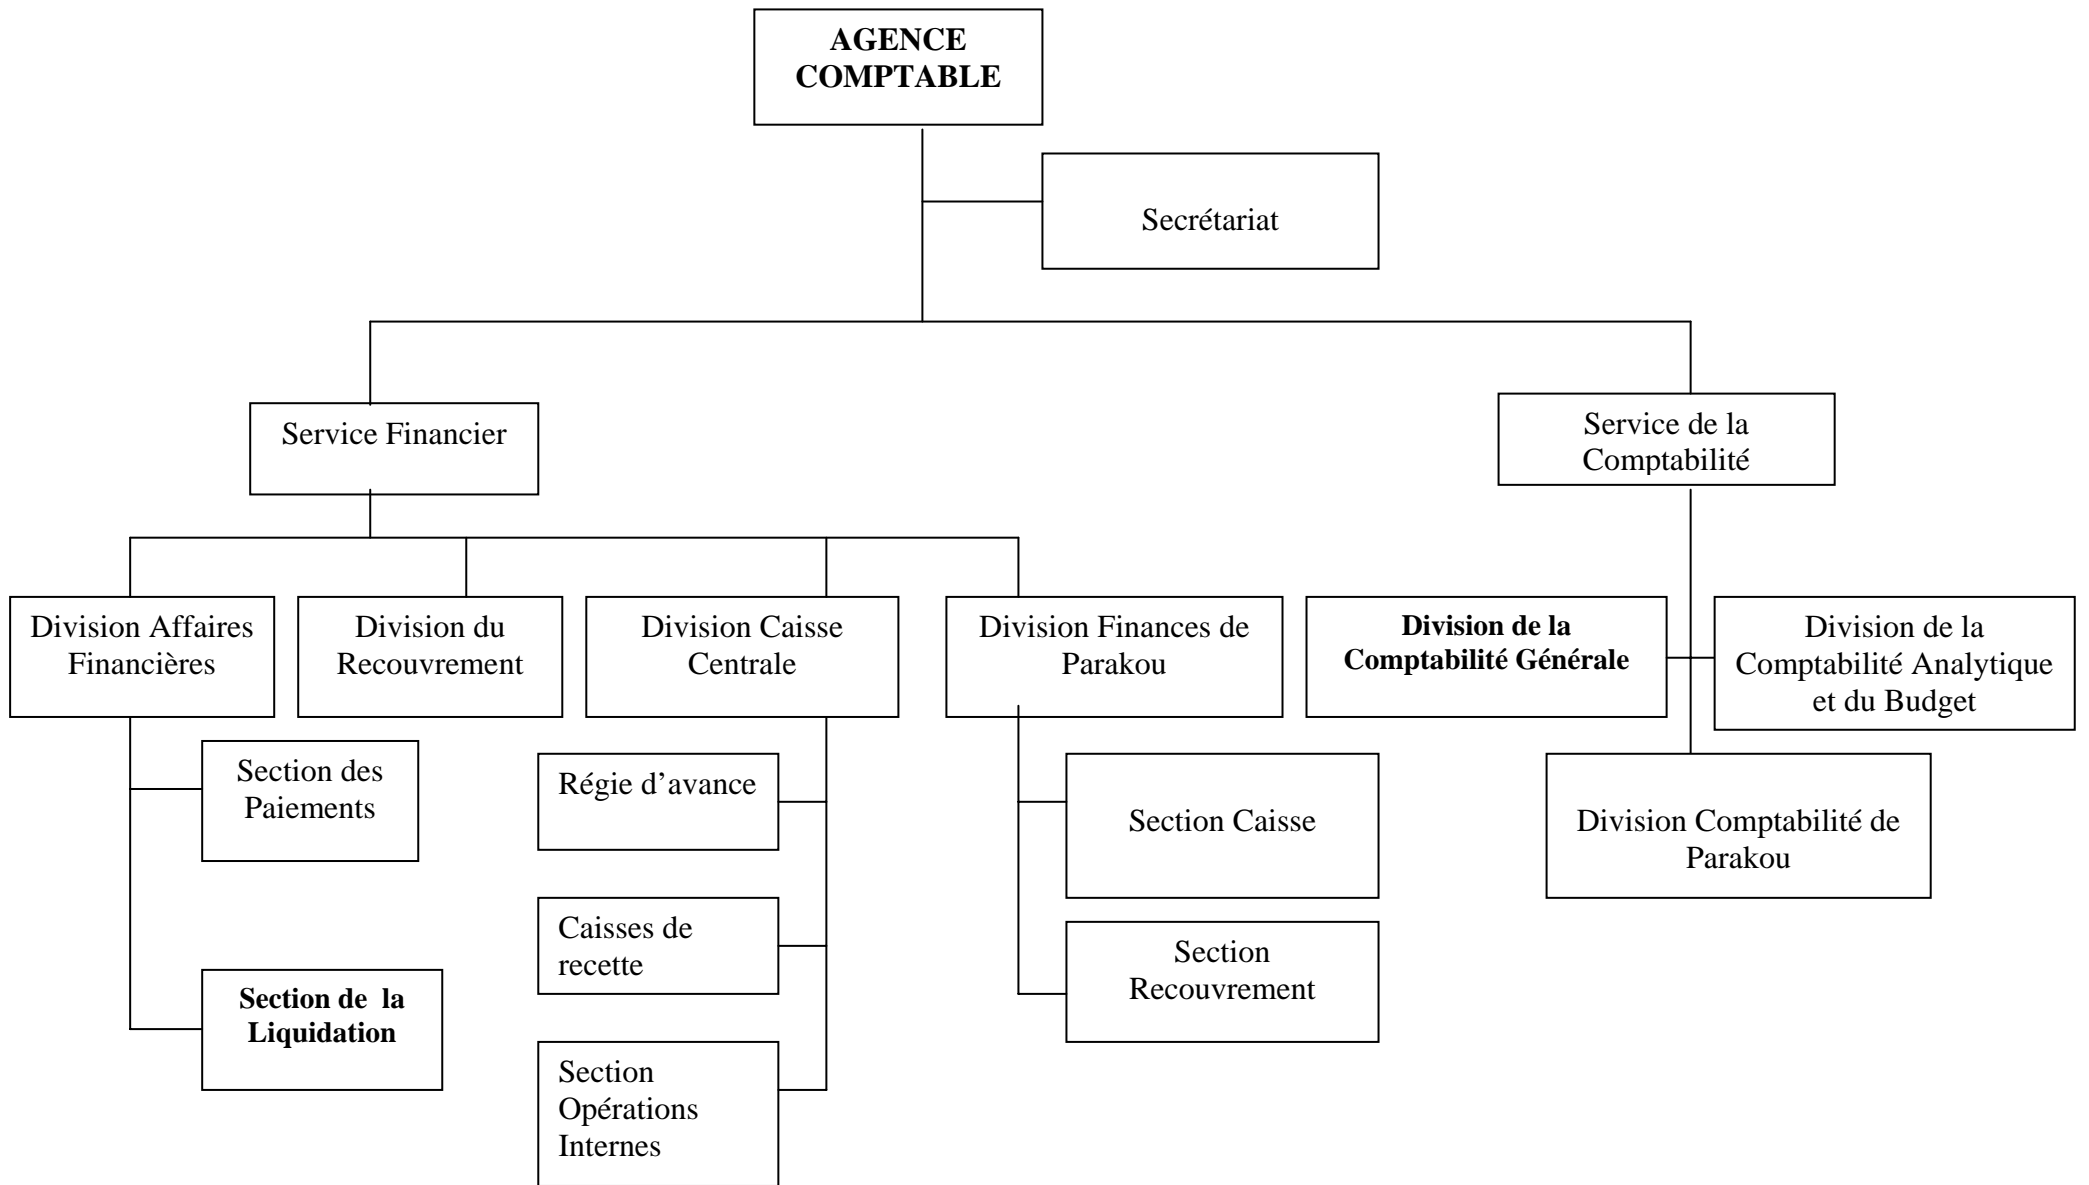 AGENCE
COMPTABLE
Secrétariat
Service Financier
Service de la
Comptabilité
Division Affaires
Financières
Division du
Recouvrement
Division Caisse
Centrale
Division Finances de
Parakou
Division de la
Comptabilité Générale
Division de la
Comptabilité Analytique
et du Budget
Section des
Paiements
Régie d’avance
Section Caisse
Division Comptabilité de
Parakou
Caisses de
recette
Section
Recouvrement
Section de la
Liquidation
Section
Opérations
Internes